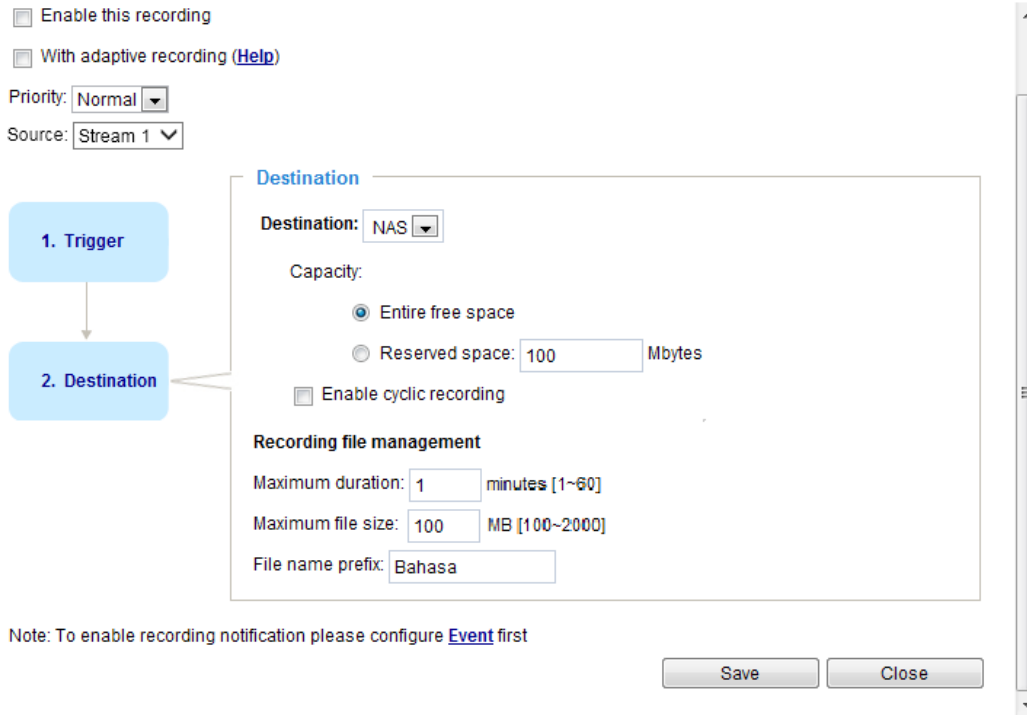 Enable this recording
With adaptive recording (Help)
Priority: Normal
Source: Stream 1
Destination
1. Trigger
2. Destination
Destination: NAS
Capacity:
Entire free space
Reserved space: 100 Mbytes
Enable cyclic recording
Recording file management
Maximum duration: 1 minutes [1~60]
Maximum file size: 100 MB [100~2000]
File name prefix: Bahasa
Note: To enable recording notification please configure Event first
Save Close